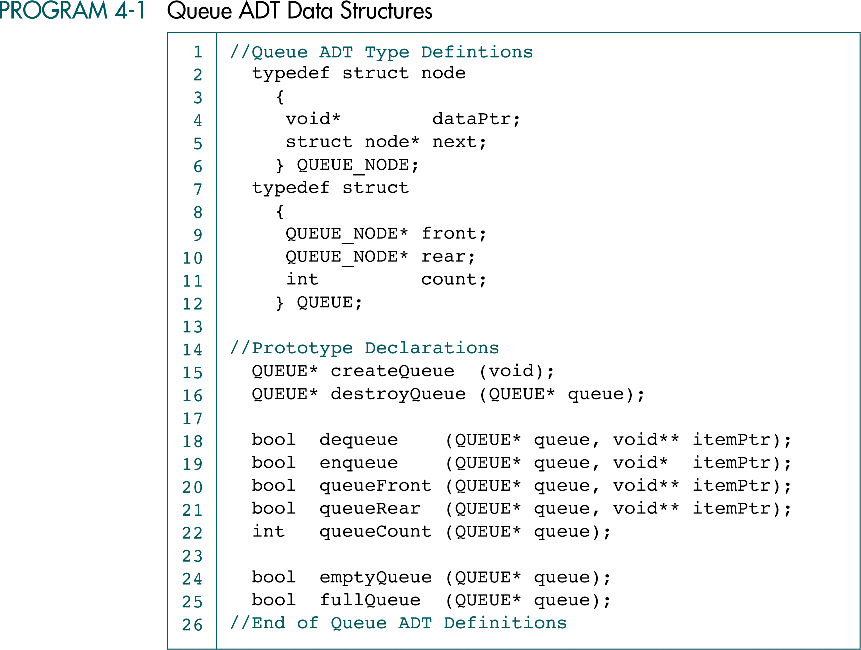 PROGRAM 4-1 Queue ADT Data Structures
1 //Queue ADT Type Defintions
2 typedef struct node
3 {
4 void* dataPtr;
5 struct node* next;
6 } QUEUE_NODE;
7 typedef struct
8 {
9 QUEUE_NODE* front;
10 QUEUE_NODE* rear;
11 int count;
12 } QUEUE;
13
14 //Prototype Declarations
15 QUEUE* createQueue (void);
16 QUEUE* destroyQueue (QUEUE* queue);
17
18 bool dequeue (QUEUE* queue, void** itemPtr);
19 bool enqueue (QUEUE* queue, void* itemPtr);
20 bool queueFront (QUEUE* queue, void** itemPtr);
21 bool queueRear (QUEUE* queue, void** itemPtr);
22 int queueCount (QUEUE* queue);
23
24 bool emptyQueue (QUEUE* queue);
25 bool fullQueue (QUEUE* queue);
26 //End of Queue ADT Definitions